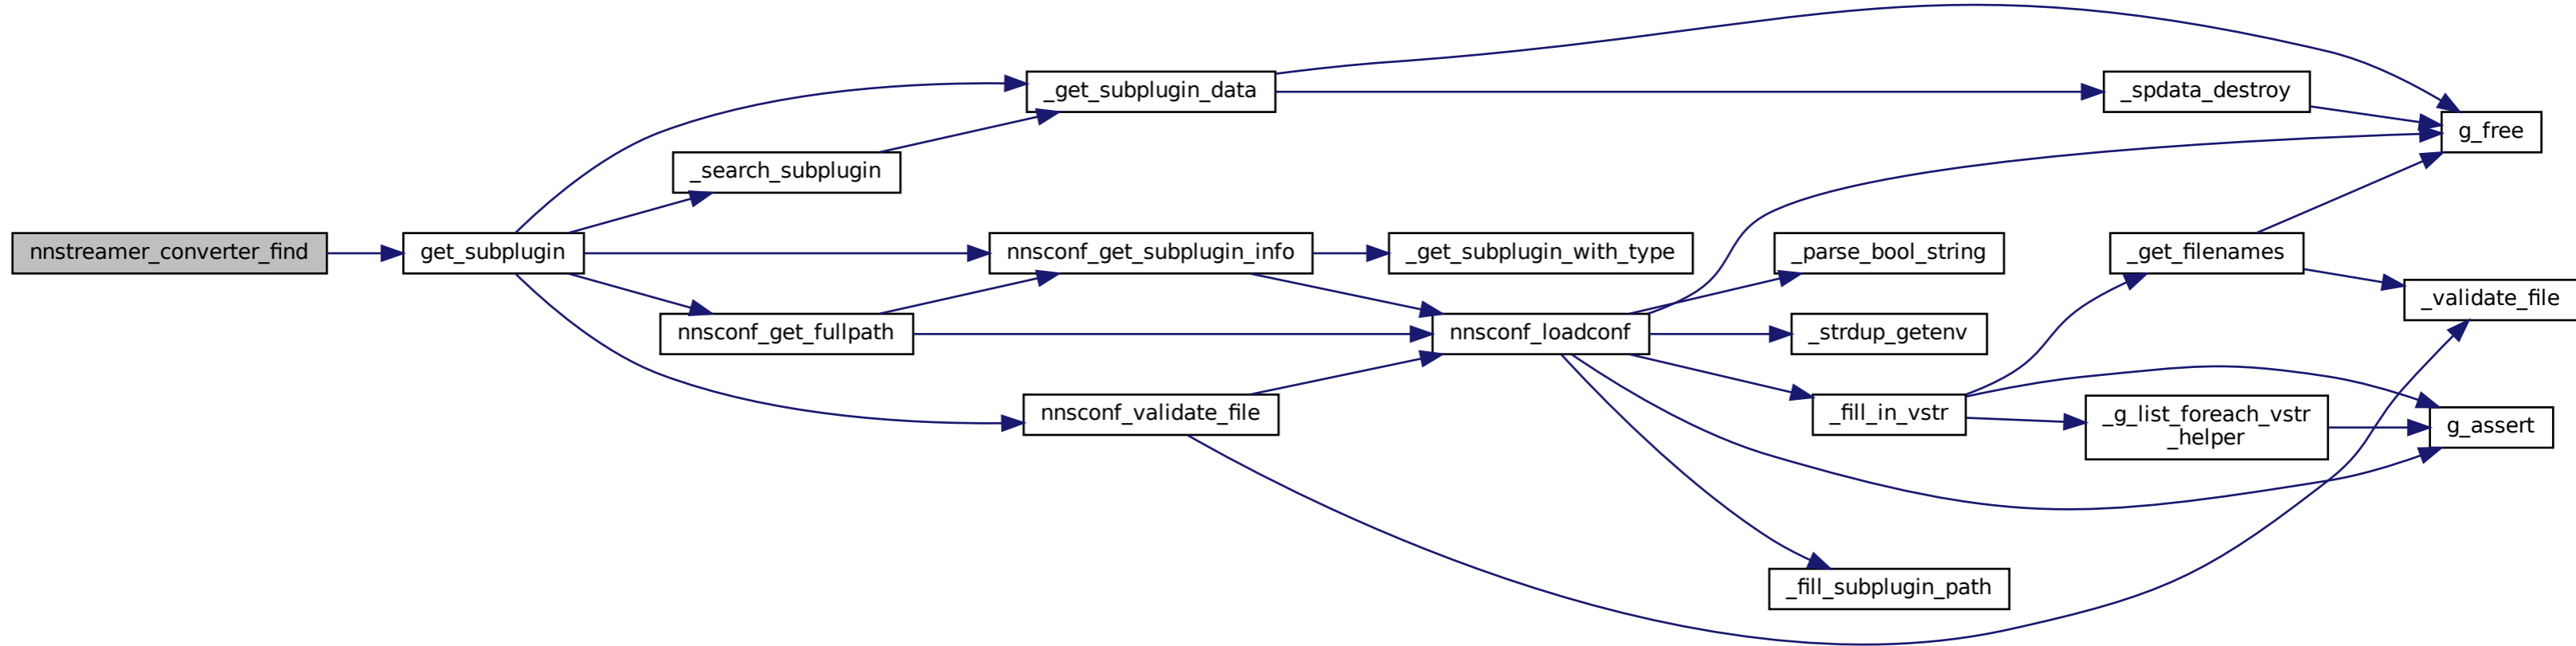 _get_subplugin_data
_spdata_destroy
g_free
_search_subplugin
nnstreamer_converter_find
get_subplugin
nnsconf_get_subplugin_info
_get_subplugin_with_type
_parse_bool_string
_get_filenames
_validate_file
nnsconf_get_fullpath
nnsconf_loadconf
_strdup_getenv
nnsconf_validate_file
_fill_in_vstr
_g_list_foreach_vstr
_helper
g_assert
_fill_subplugin_path